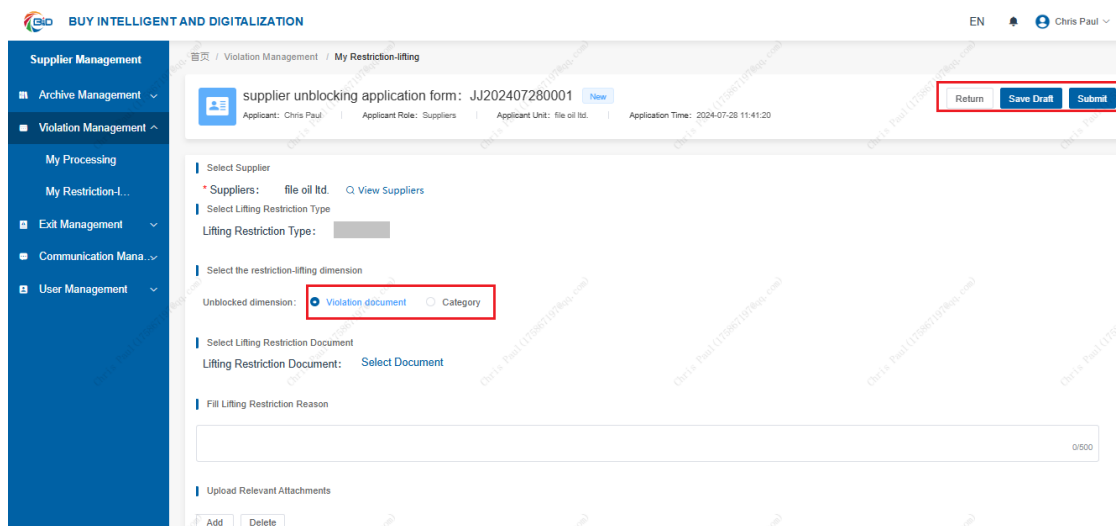 BID BUY INTELLIGENT AND DIGITALIZATION EN Chris Paul
Supplier Management
Archive Management
Violation Management
My Processing
My Restriction-l...
Exit Management
Communication Mana...
User Management
首页 / Violation Management / My Restriction-lifting
supplier unblocking application form: JJ202407280001 New
Applicant: Chris Paul Applicant Role: Suppliers Applicant Unit: file oil ltd. Application Time: 2024-07-28 11:41:20
Return Save Draft Submit
Select Supplier
* Suppliers: file oil ltd. View Suppliers
Select Lifting Restriction Type
Lifting Restriction Type:
Select the restriction-lifting dimension
Unblocked dimension: Violation document Category
Select Lifting Restriction Document
Lifting Restriction Document: Select Document
Fill Lifting Restriction Reason
0/500
Upload Relevant Attachments
Add Delete